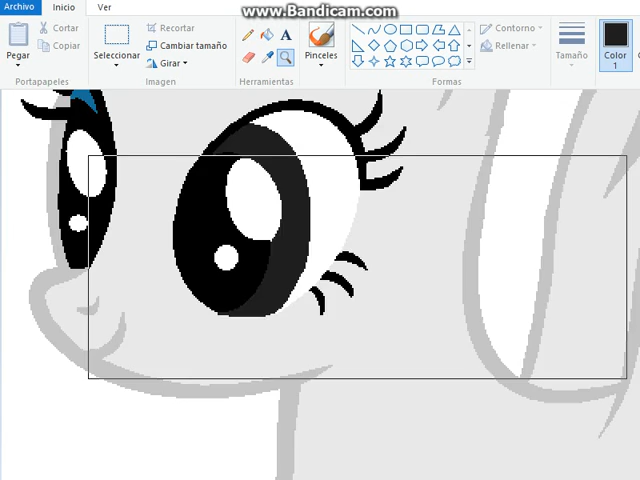 www.Bandicam.com
Archivo Inicio Ver
Pegar
Cortar
Copiar
Portapapeles
Seleccionar
Recortar
Cambiar tamaño
Girar
Imagen
A
Herramientas
Pinceles
Contorno
Rellenar
Formas
Tamaño
Color
1